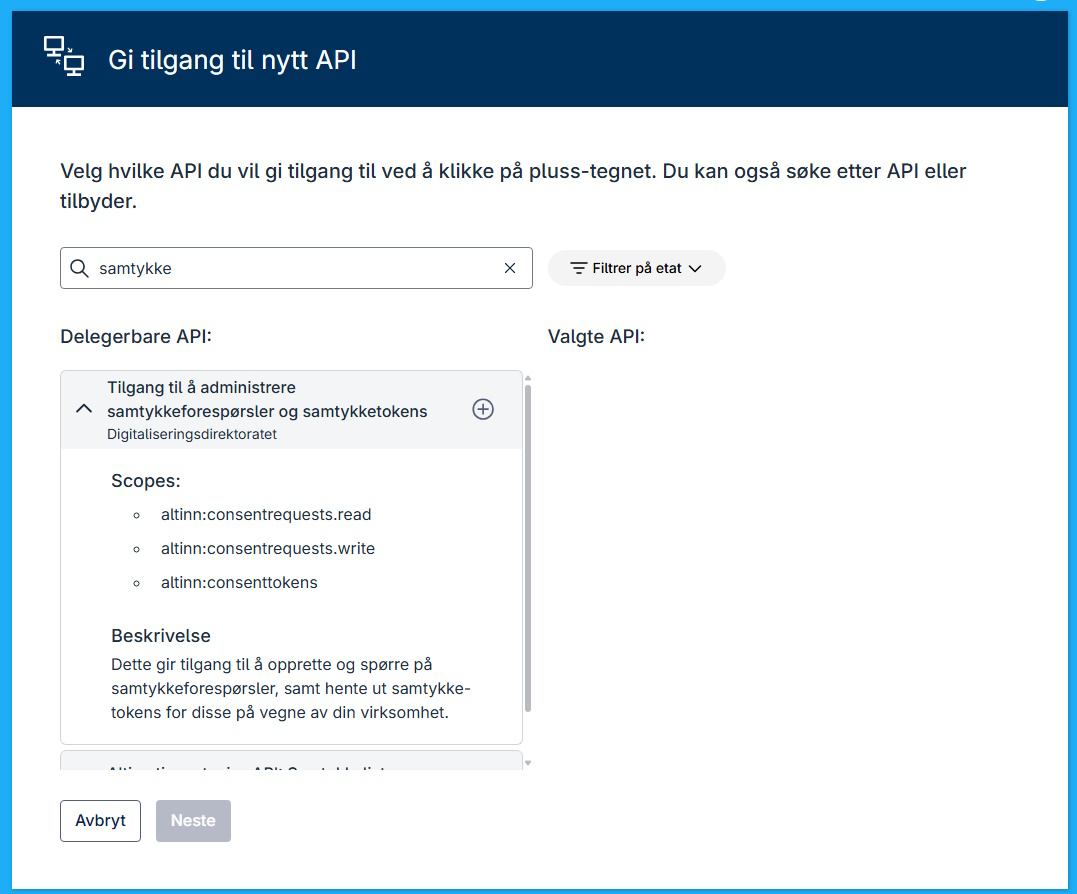 Gi tilgang til nytt API
Velg hvilke API du vil gi tilgang til ved å klikke på pluss-tegnet. Du kan også søke etter API eller
tilbyder.
samtykke
Filtrer på etat
Delegerbare API:
Valgte API:
Tilgang til å administrere
samtykkeforespørsler og samtykketokens
Digitaliseringsdirektoratet
Scopes:
altinn:consentrequests.read
altinn:consentrequests.write
altinn:consenttokens
Beskrivelse
Dette gir tilgang til å opprette og spørre på
samtykkeforespørsler, samt hente ut samtykke-
tokens for disse på vegne av din virksomhet.
Avbryt
Neste